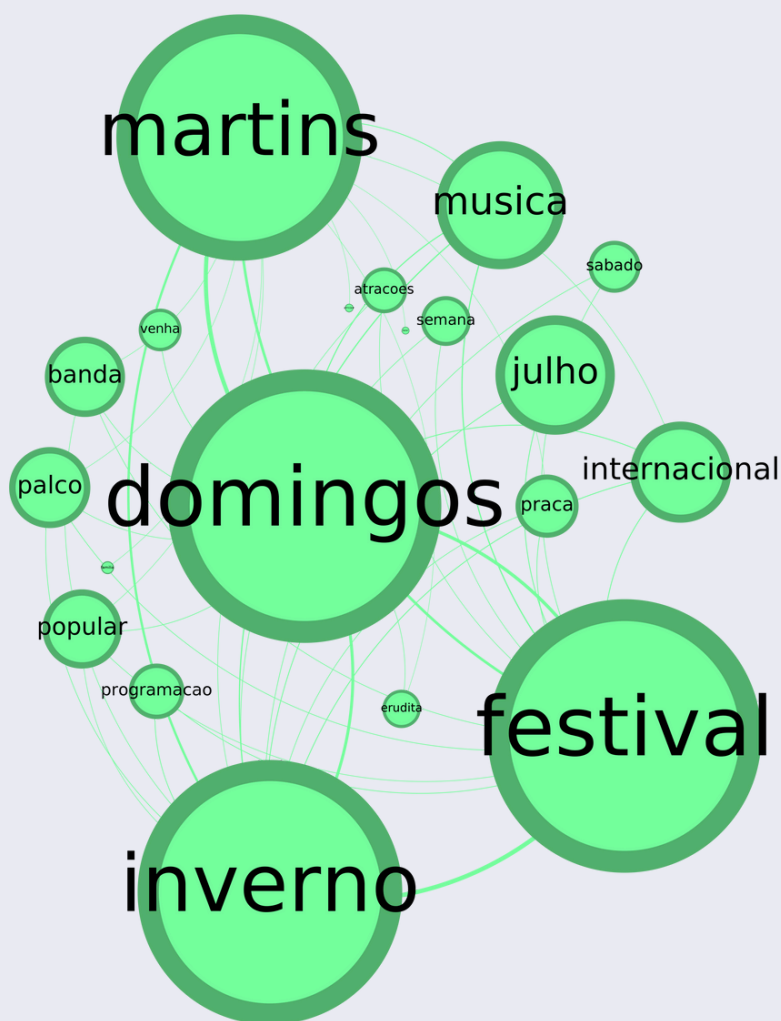 martins
musica
sabado
atracoes
semana
venha
banda
julho
internacional
palco
domingos
praca
popular
programacao
erudita
festival
inverno